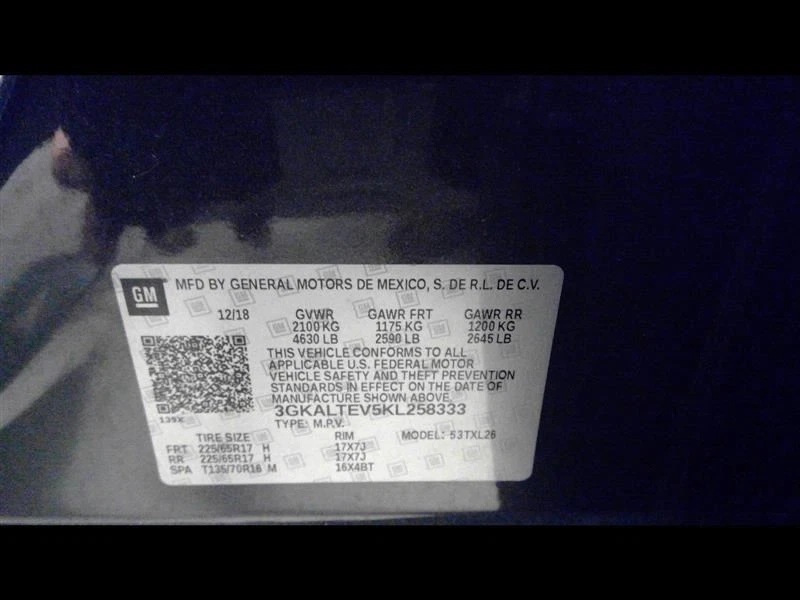 GM MFD BY GENERAL MOTORS DE MEXICO, S. DE R.L. DE C.V.
12/18 GVWR GAWR FRT GAWR RR
2100 KG 1175 KG 1200 KG
4630 LB 2590 LB 2645 LB
THIS VEHICLE CONFORMS TO ALL
APPLICABLE U.S. FEDERAL MOTOR
VEHICLE SAFETY AND THEFT PREVENTION
STANDARDS IN EFFECT ON THE DATE OF
MANUFACTURE SHOWN ABOVE.
139X 3GKALTEV5KL258333
TYPE: M.P.V.
TIRE SIZE RIM MODEL: 53TXL26
FRT 225/65R17 H 17X7J
RR 225/65R17 H 17X7J
SPA T135/70R16 M 16X4BT